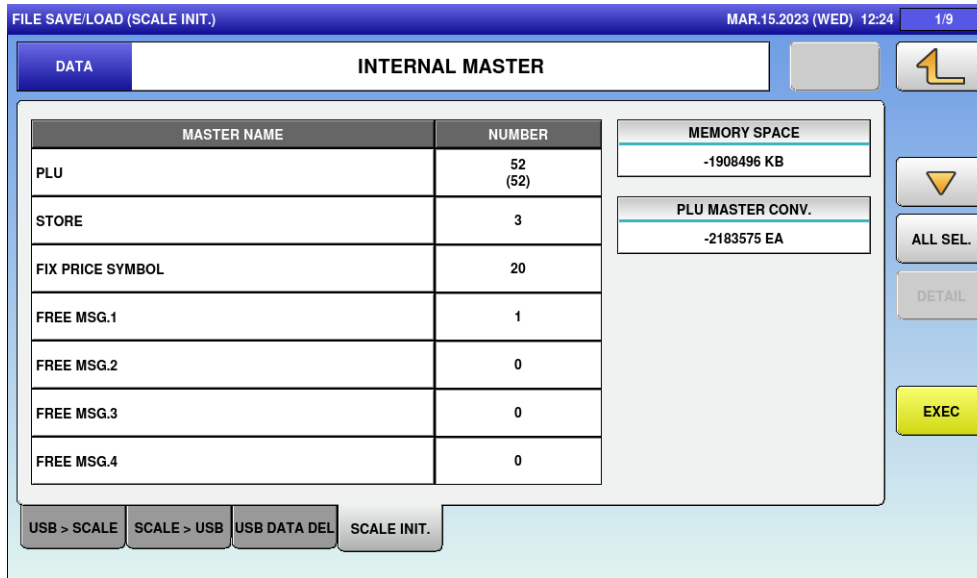 FILE SAVE/LOAD (SCALE INIT.) MAR.15.2023 (WED) 12:24 1/9
DATA INTERNAL MASTER
MASTER NAME NUMBER
PLU 52
(52)
STORE 3
FIX PRICE SYMBOL 20
FREE MSG.1 1
FREE MSG.2 0
FREE MSG.3 0
FREE MSG.4 0
MEMORY SPACE
-1908496 KB
PLU MASTER CONV.
-2183575 EA
ALL SEL.
DETAIL
EXEC
USB > SCALE SCALE > USB USB DATA DEL SCALE INIT.